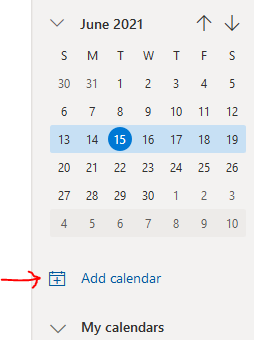 June 2021
S M T W T F S
30 31 1 2 3 4 5
6 7 8 9 10 11 12
13 14 15 16 17 18 19
20 21 22 23 24 25 26
27 28 29 30 1 2 3
4 5 6 7 8 9 10
Add calendar
My calendars